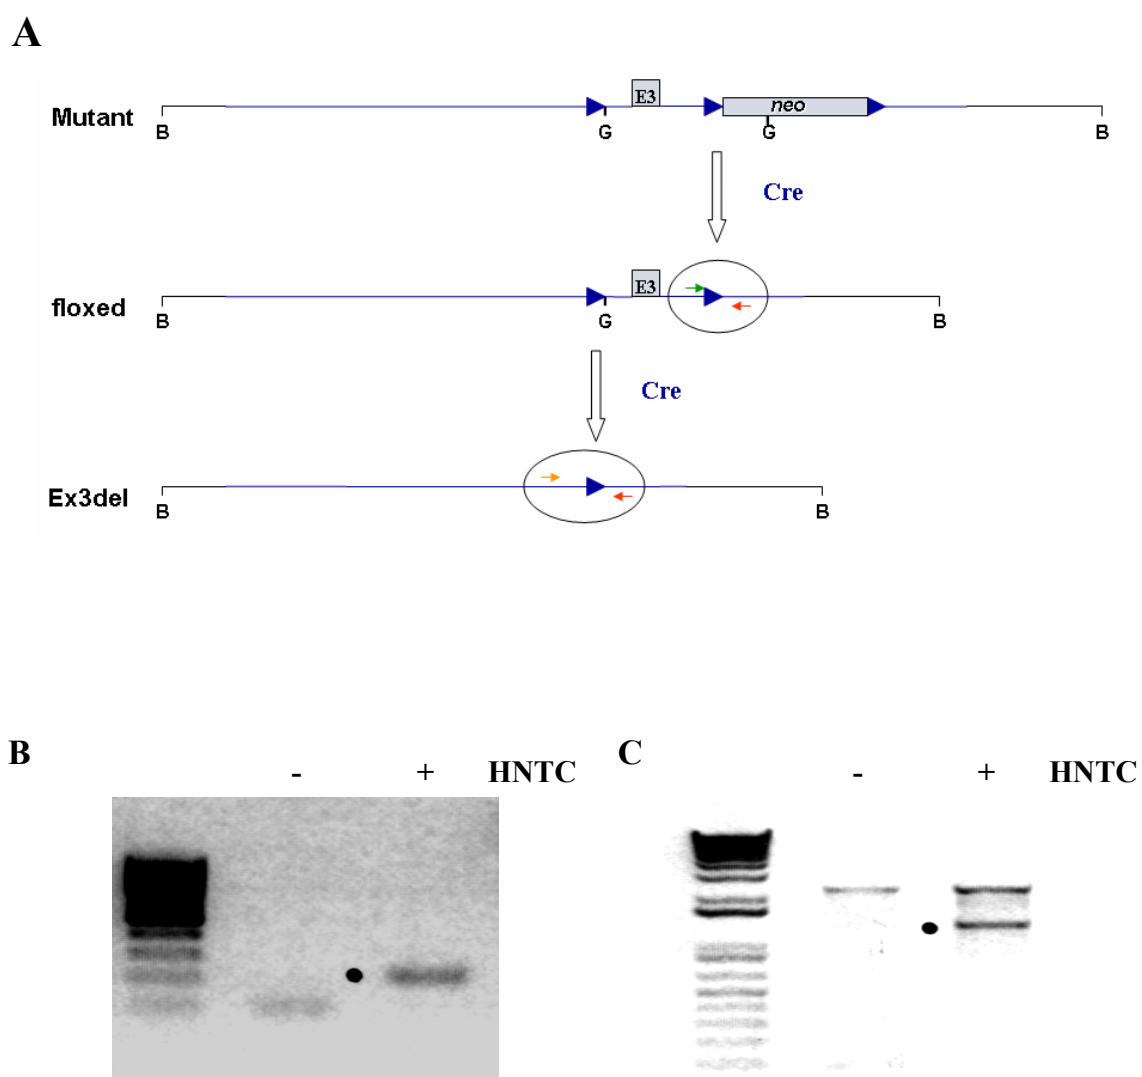 A
E3 neo
Mutant
B G G B
Cre
E3
floxed
B G B
Cre
Ex3del
B B
B - + HNTC
C - + HNTC